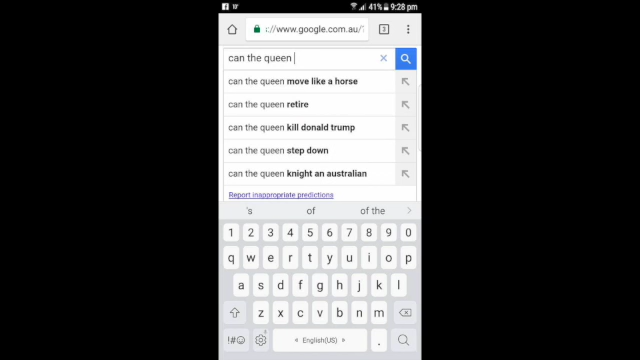 41% 9:28 pm
://www.google.com.au/
3
can the queen
can the queen move like a horse
can the queen retire
can the queen kill donald trump
can the queen step down
can the queen knight an australian
Report inappropriate predictions
's of of the
1 2 3 4 5 6 7 8 9 0
q w e r t y u i o p
a s d f g h j k l
z x c v b n m
!#☺ English(US) .